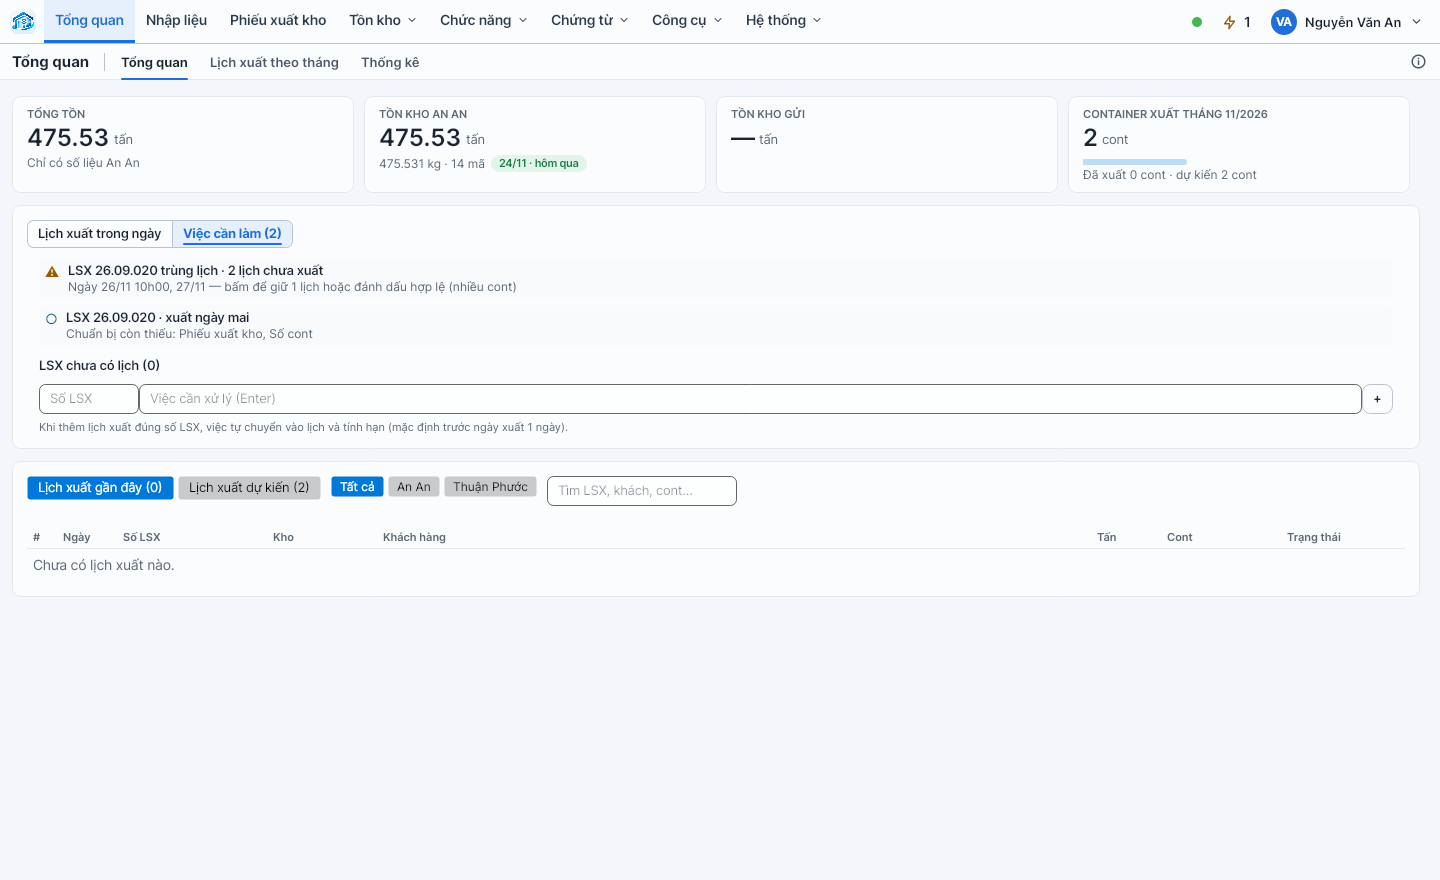 Tổng quan Nhập liệu Phiếu xuất kho Tồn kho Chức năng Chứng từ Công cụ Hệ thống 1 VA Nguyễn Văn An
Tổng quan Tổng quan Lịch xuất theo tháng Thống kê
TỔNG TỒN
475.53 tấn
Chỉ có số liệu An An
TỒN KHO AN AN
475.53 tấn
475.531 kg · 14 mã 24/11 · hôm qua
TỒN KHO GỬI
— tấn
CONTAINER XUẤT THÁNG 11/2026
2 cont
Đã xuất 0 cont · dự kiến 2 cont
Lịch xuất trong ngày Việc cần làm (2)
LSX 26.09.020 trùng lịch · 2 lịch chưa xuất
Ngày 26/11 10h00, 27/11 — bấm để giữ 1 lịch hoặc đánh dấu hợp lệ (nhiều cont)
LSX 26.09.020 · xuất ngày mai
Chuẩn bị còn thiếu: Phiếu xuất kho, Số cont
LSX chưa có lịch (0)
Số LSX Việc cần xử lý (Enter) +
Khi thêm lịch xuất đúng số LSX, việc tự chuyển vào lịch và tính hạn (mặc định trước ngày xuất 1 ngày).
Lịch xuất gần đây (0) Lịch xuất dự kiến (2) Tất cả An An Thuận Phước Tìm LSX, khách, cont...
# Ngày Số LSX Kho Khách hàng Tấn Cont Trạng thái
Chưa có lịch xuất nào.